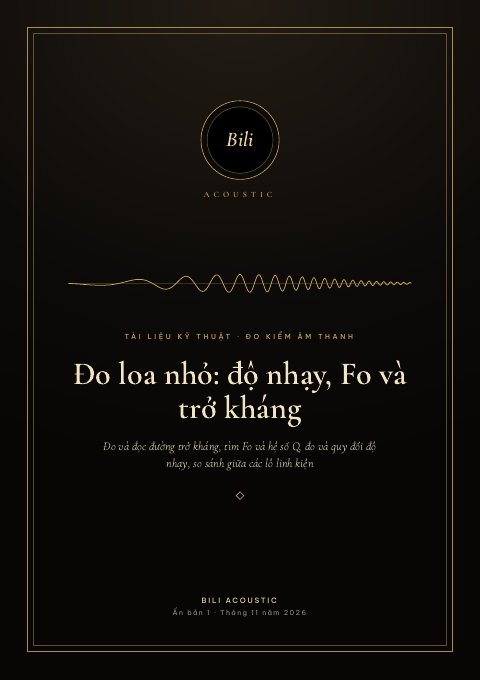 Bili
ACOUSTIC
TÀI LIỆU KỸ THUẬT · ĐO KIỂM ÂM THANH
Đo loa nhỏ: độ nhạy, Fo và
trở kháng
Đo và đọc đường trở kháng, tìm Fo và hệ số Q, đo và quy đổi độ
nhạy, so sánh giữa các lô linh kiện
BILI ACOUSTIC
Ấn bản 1 · Tháng 11 năm 2026